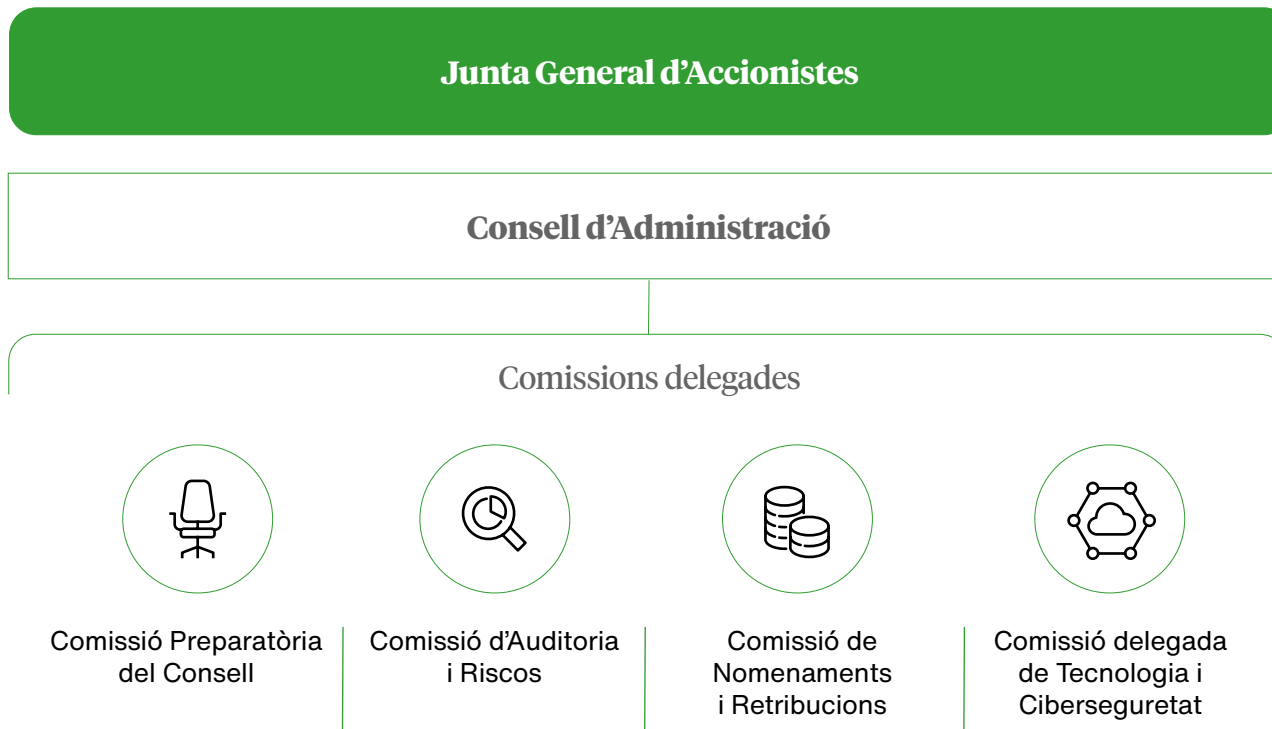 Junta General d’Accionistes
Consell d’Administració
Comissions delegades
Comissió Preparatòria
del Consell
Comissió d’Auditoria
i Riscos
Comissió de
Nomenaments
i Retribucions
Comissió delegada
de Tecnologia i
Ciberseguretat